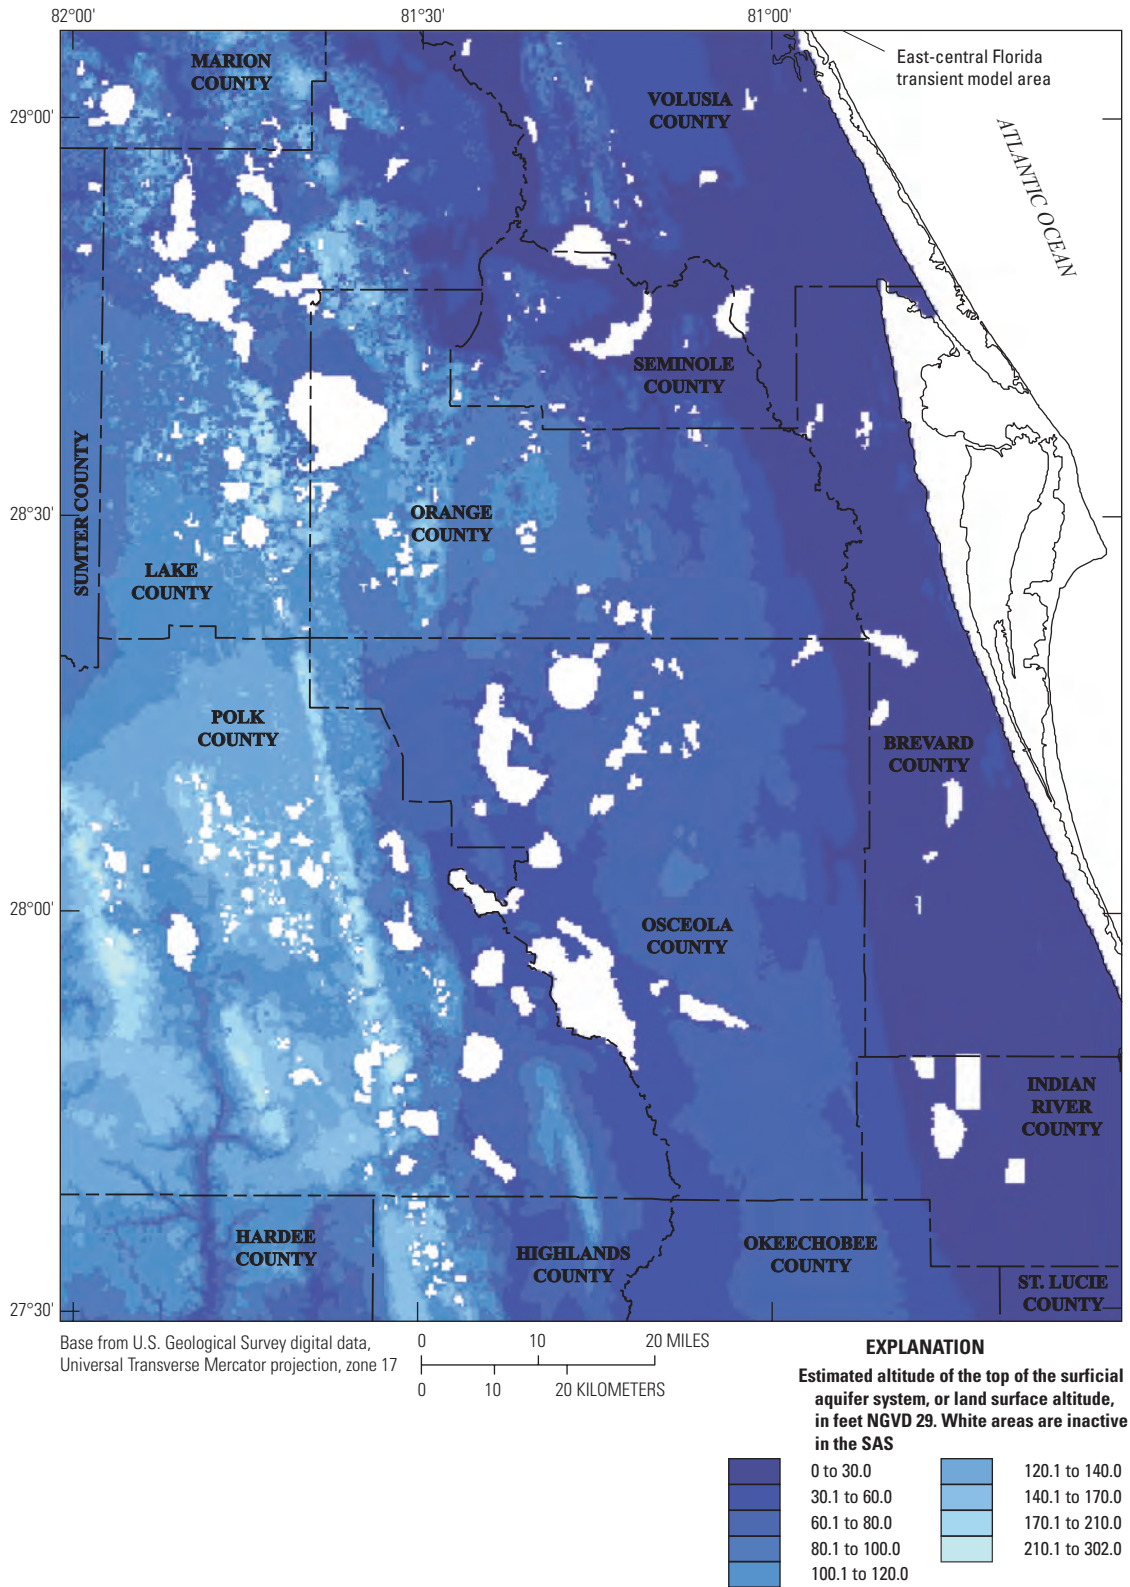 82°00'
81°30'
81°00'
East-central Florida
transient model area
MARION
COUNTY
VOLUSIA
COUNTY
29°00'
ATLANTIC OCEAN
SEMINOLE
COUNTY
SUMTER COUNTY
28°30'
ORANGE
COUNTY
LAKE
COUNTY
POLK
COUNTY
BREVARD
COUNTY
28°00'
OSCEOLA
COUNTY
INDIAN
RIVER
COUNTY
HARDEE
COUNTY
HIGHLANDS
COUNTY
OKEECHOBEE
COUNTY
ST. LUCIE
COUNTY
27°30'
Base from U.S. Geological Survey digital data,
Universal Transverse Mercator projection, zone 17
0 10 20 MILES
0 10 20 KILOMETERS
EXPLANATION
Estimated altitude of the top of the surficial
aquifer system, or land surface altitude,
in feet NGVD 29. White areas are inactive
in the SAS
0 to 30.0
30.1 to 60.0
60.1 to 80.0
80.1 to 100.0
100.1 to 120.0
120.1 to 140.0
140.1 to 170.0
170.1 to 210.0
210.1 to 302.0